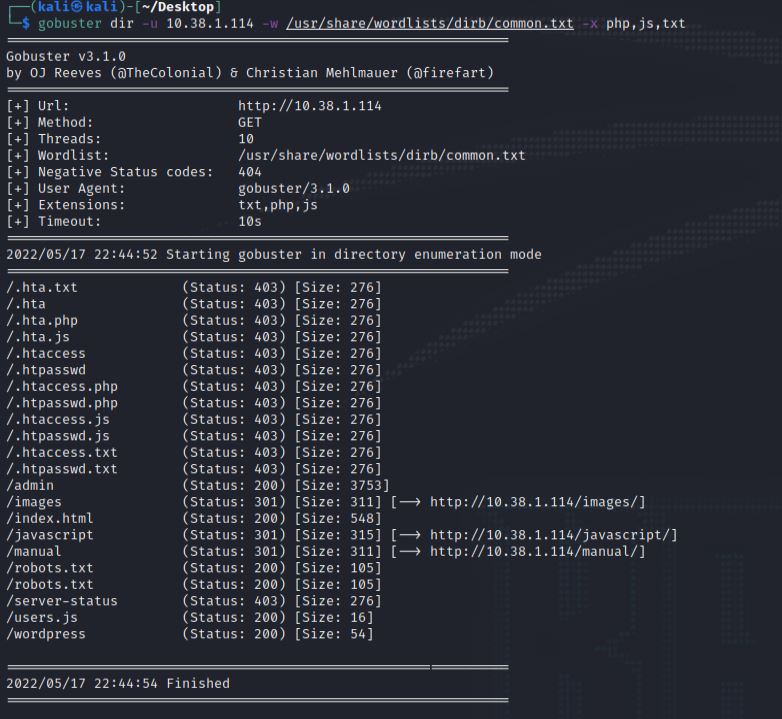 ┌──(kali㉿kali)-[~/Desktop]
└─$ gobuster dir -u 10.38.1.114 -w /usr/share/wordlists/dirb/common.txt -x php,js,txt
===============================================================
Gobuster v3.1.0
by OJ Reeves (@TheColonial) & Christian Mehlmauer (@firefart)
===============================================================
[+] Url:                     http://10.38.1.114
[+] Method:                  GET
[+] Threads:                 10
[+] Wordlist:                /usr/share/wordlists/dirb/common.txt
[+] Negative Status codes:   404
[+] User Agent:              gobuster/3.1.0
[+] Extensions:              txt,php,js
[+] Timeout:                 10s
===============================================================
2022/05/17 22:44:52 Starting gobuster in directory enumeration mode
===============================================================
/.hta.txt             (Status: 403) [Size: 276]
/.hta                 (Status: 403) [Size: 276]
/.hta.php             (Status: 403) [Size: 276]
/.hta.js              (Status: 403) [Size: 276]
/.htaccess            (Status: 403) [Size: 276]
/.htpasswd            (Status: 403) [Size: 276]
/.htaccess.php        (Status: 403) [Size: 276]
/.htpasswd.php        (Status: 403) [Size: 276]
/.htaccess.js         (Status: 403) [Size: 276]
/.htpasswd.js         (Status: 403) [Size: 276]
/.htaccess.txt        (Status: 403) [Size: 276]
/.htpasswd.txt        (Status: 403) [Size: 276]
/admin                (Status: 200) [Size: 3753]
/images               (Status: 301) [Size: 311] [--> http://10.38.1.114/images/]
/index.html           (Status: 200) [Size: 548]
/javascript           (Status: 301) [Size: 315] [--> http://10.38.1.114/javascript/]
/manual               (Status: 301) [Size: 311] [--> http://10.38.1.114/manual/]
/robots.txt           (Status: 200) [Size: 105]
/robots.txt           (Status: 200) [Size: 105]
/server-status        (Status: 403) [Size: 276]
/users.js             (Status: 200) [Size: 16]
/wordpress            (Status: 200) [Size: 54]
===============================================================
2022/05/17 22:44:54 Finished
===============================================================